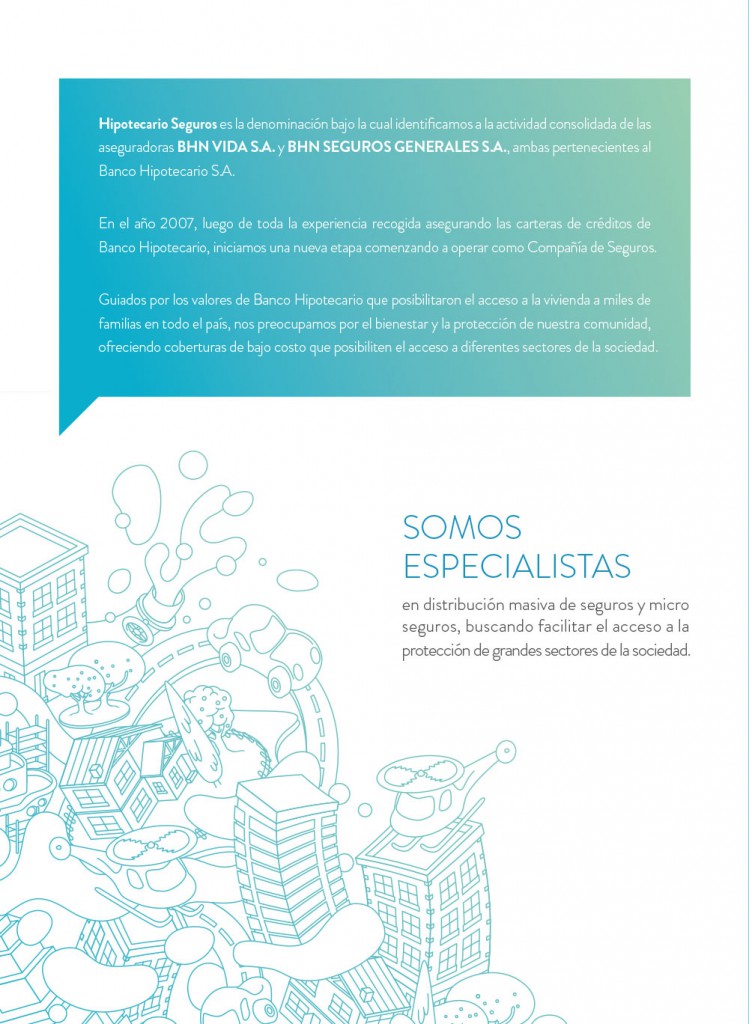 Hipotecario Seguros es la denominación bajo la cual identificamos a la actividad consolidada de las
aseguradoras BHN VIDA S.A. y BHN SEGUROS GENERALES S.A., ambas pertenecientes al
Banco Hipotecario S.A.
En el año 2007, luego de toda la experiencia recogida asegurando las carteras de créditos de
Banco Hipotecario, iniciamos una nueva etapa comenzando a operar como Compañía de Seguros.
Guiados por los valores de Banco Hipotecario que posibilitaron el acceso a la vivienda a miles de
familias en todo el país, nos preocupamos por el bienestar y la protección de nuestra comunidad,
ofreciendo coberturas de bajo costo que posibiliten el acceso a diferentes sectores de la sociedad.
SOMOS
ESPECIALISTAS
en distribución masiva de seguros y micro
seguros, buscando facilitar el acceso a la
protección de grandes sectores de la sociedad.